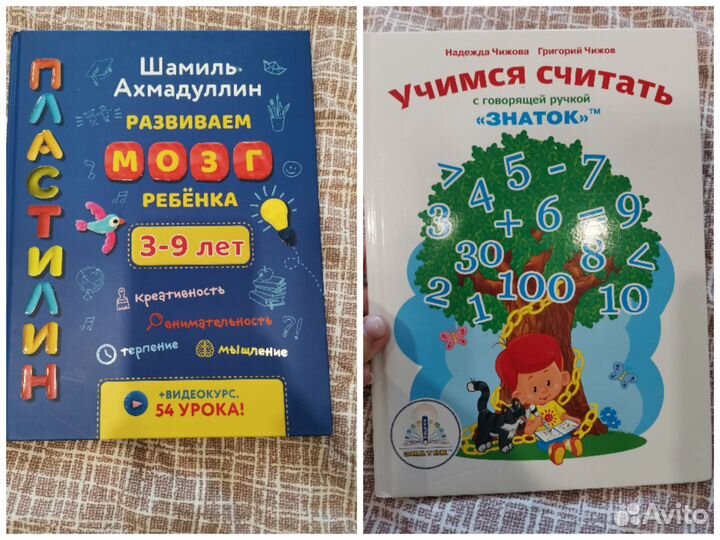 ПЛАСТИЛИН
Шамиль
Ахмадуллин
РАЗВИВАЕМ
МОЗГ
РЕБЁНКА
3-9 лет
креативность
внимательность
терпение
мышление
+ВИДЕОКУРС.
54 УРОКА!
Надежда Чижова Григорий Чижов
УЧИМСЯ СЧИТАТЬ
с говорящей ручкой
«ЗНАТОК»™
> 4 5 - 7
3 + 6 = 9
30 8 <
2 1 100 10
ЗНАТОК
Avito